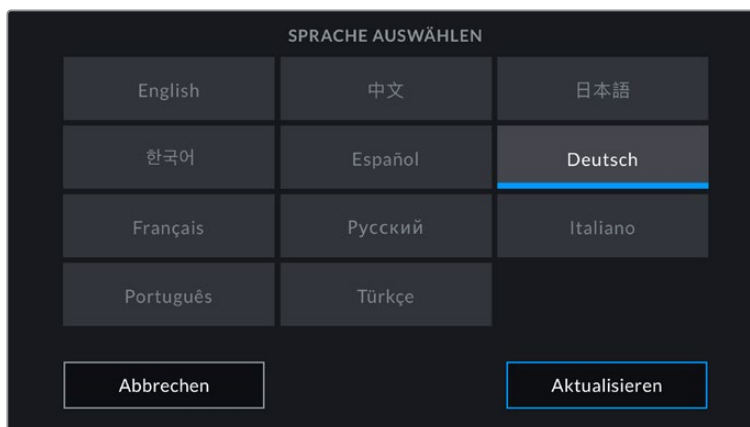 SPRACHE AUSWÄHLEN
English 中文 日本語
한국어 Español Deutsch
Français Русский Italiano
Português Türkçe
Abbrechen Aktualisieren